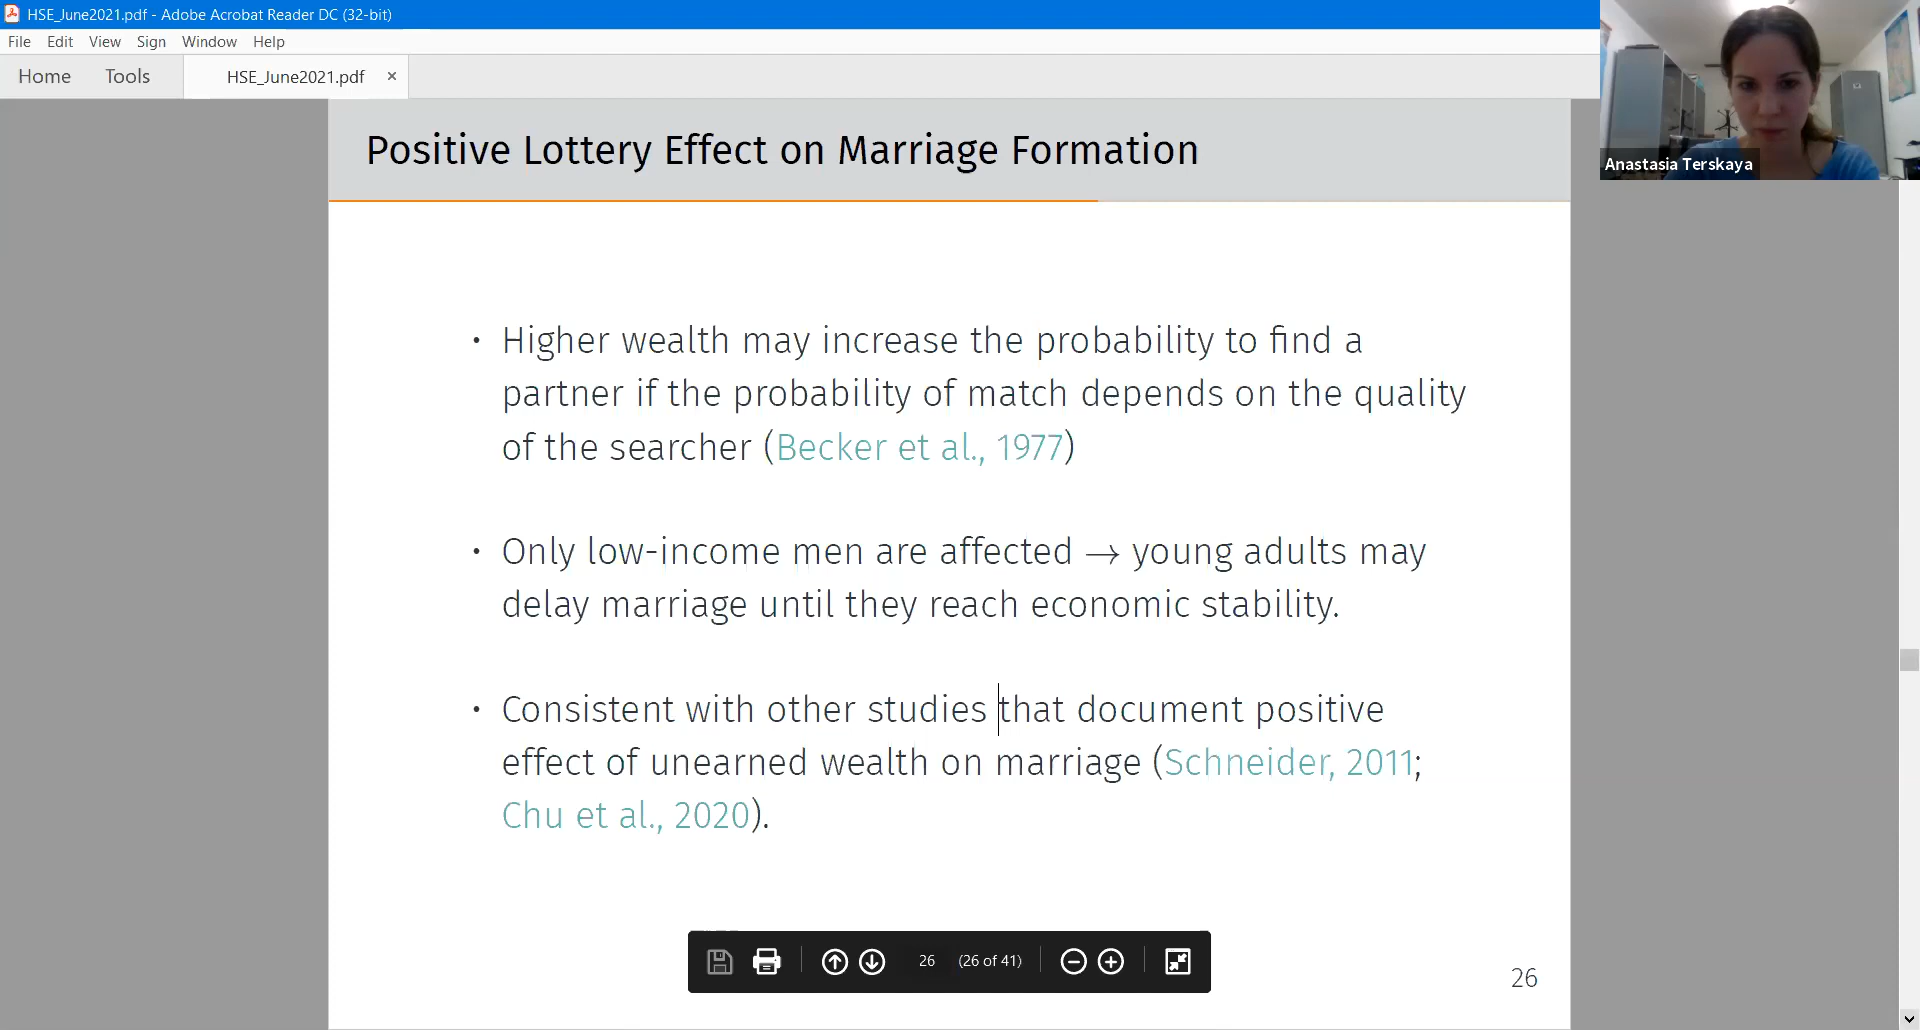 HSE_June2021.pdf - Adobe Acrobat Reader DC (32-bit)
File Edit View Sign Window Help
Home Tools HSE_June2021.pdf ×
Anastasia Terskaya
Positive Lottery Effect on Marriage Formation
• Higher wealth may increase the probability to find a
partner if the probability of match depends on the quality
of the searcher (Becker et al., 1977)
• Only low-income men are affected → young adults may
delay marriage until they reach economic stability.
• Consistent with other studies that document positive
effect of unearned wealth on marriage (Schneider, 2011;
Chu et al., 2020).
26 (26 of 41)
26